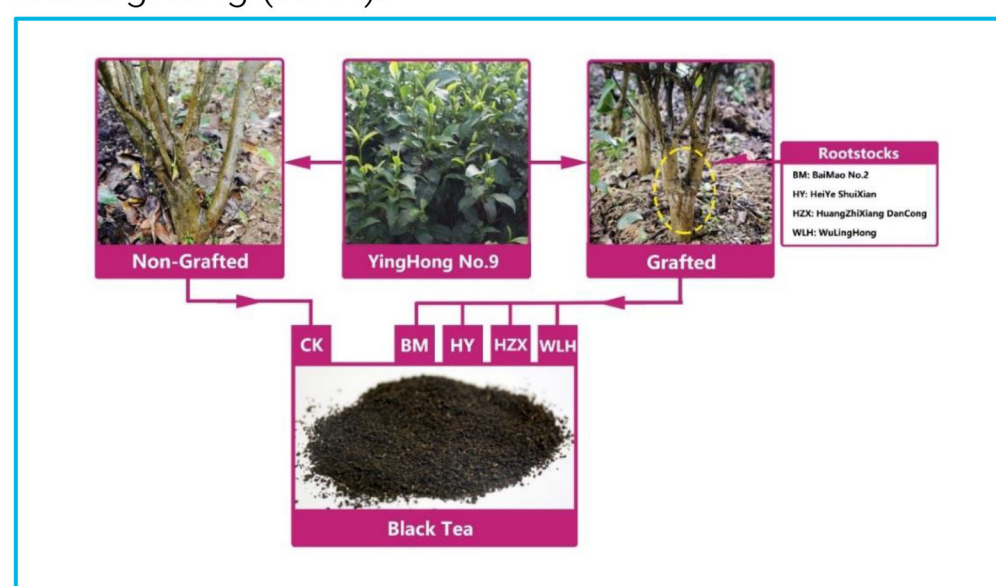 Rootstocks
BM: BaiMao No.2
HY: HeiYe ShuiXian
HZX: HuangZhiXiang DanCong
WLH: WuLingHong
Non-Grafted
YingHong No.9
Grafted
CK
BM
HY
HZX
WLH
Black Tea